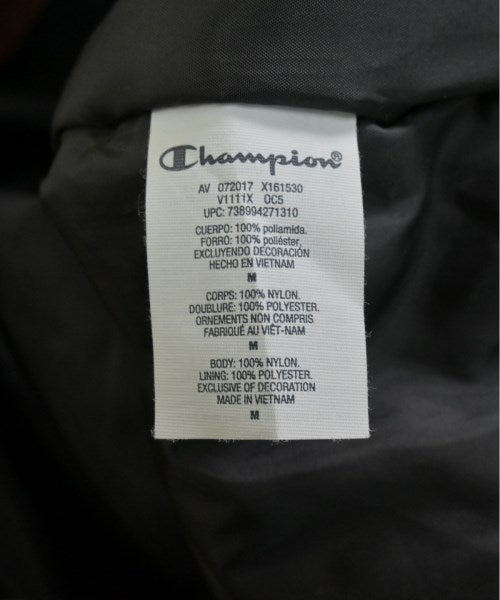 Champion®
AV 072017 X161530
V1111X OC5
UPC: 738994271310
CUERPO: 100% poliamida.
FORRO: 100% poliéster,
EXCLUYENDO DECORACIÓN
HECHO EN VIETNAM
M
CORPS: 100% NYLON.
DOUBLURE: 100% POLYESTER.
ORNEMENTS NON COMPRIS
FABRIQUÉ AU VIÊT-NAM
M
BODY: 100% NYLON.
LINING: 100% POLYESTER.
EXCLUSIVE OF DECORATION
MADE IN VIETNAM
M